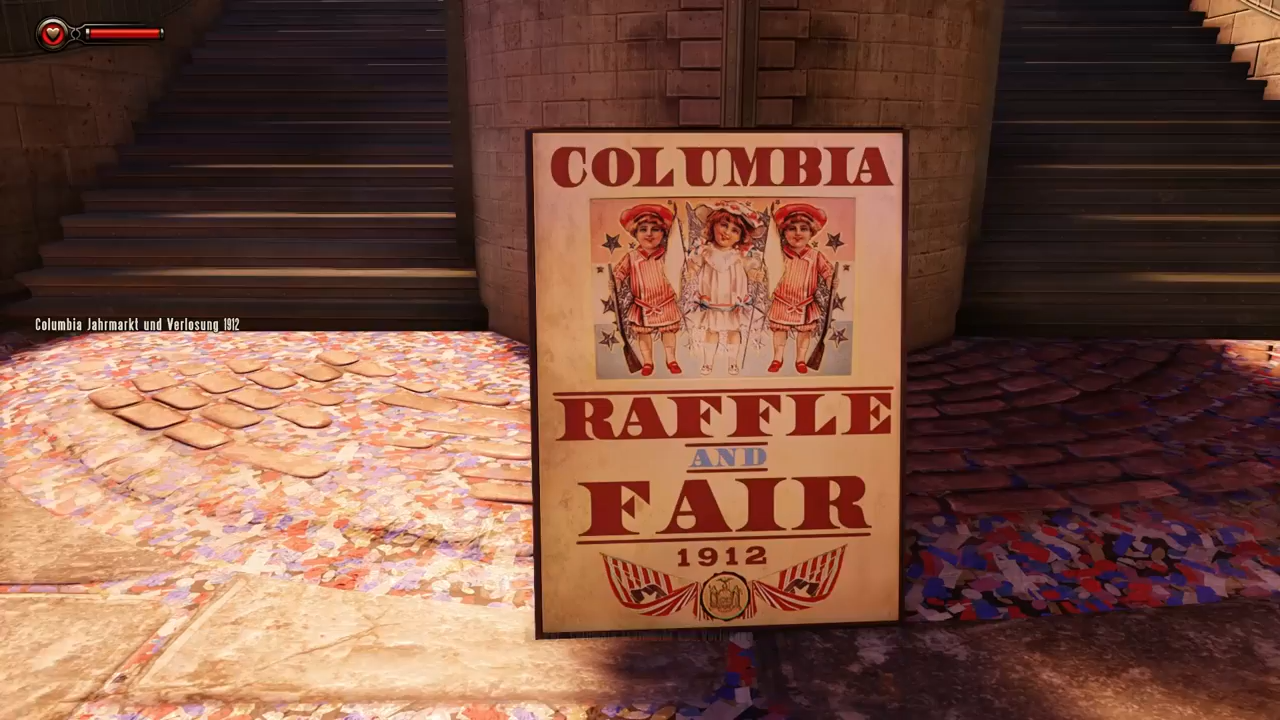 Columbia Jahrmarkt und Verlosung 1912
COLUMBIA
RAFFLE
AND
FAIR
1912